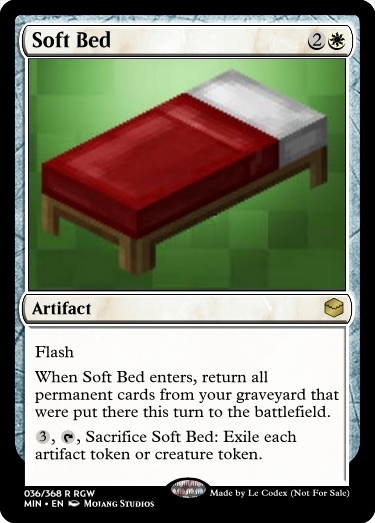 Soft Bed 2
Artifact
Flash
When Soft Bed enters, return all
permanent cards from your graveyard that
were put there this turn to the battlefield.
3, , Sacrifice Soft Bed: Exile each
artifact token or creature token.
036/368 R RGW
MIN • EN Mojang Studios
Made by Le Codex (Not For Sale)